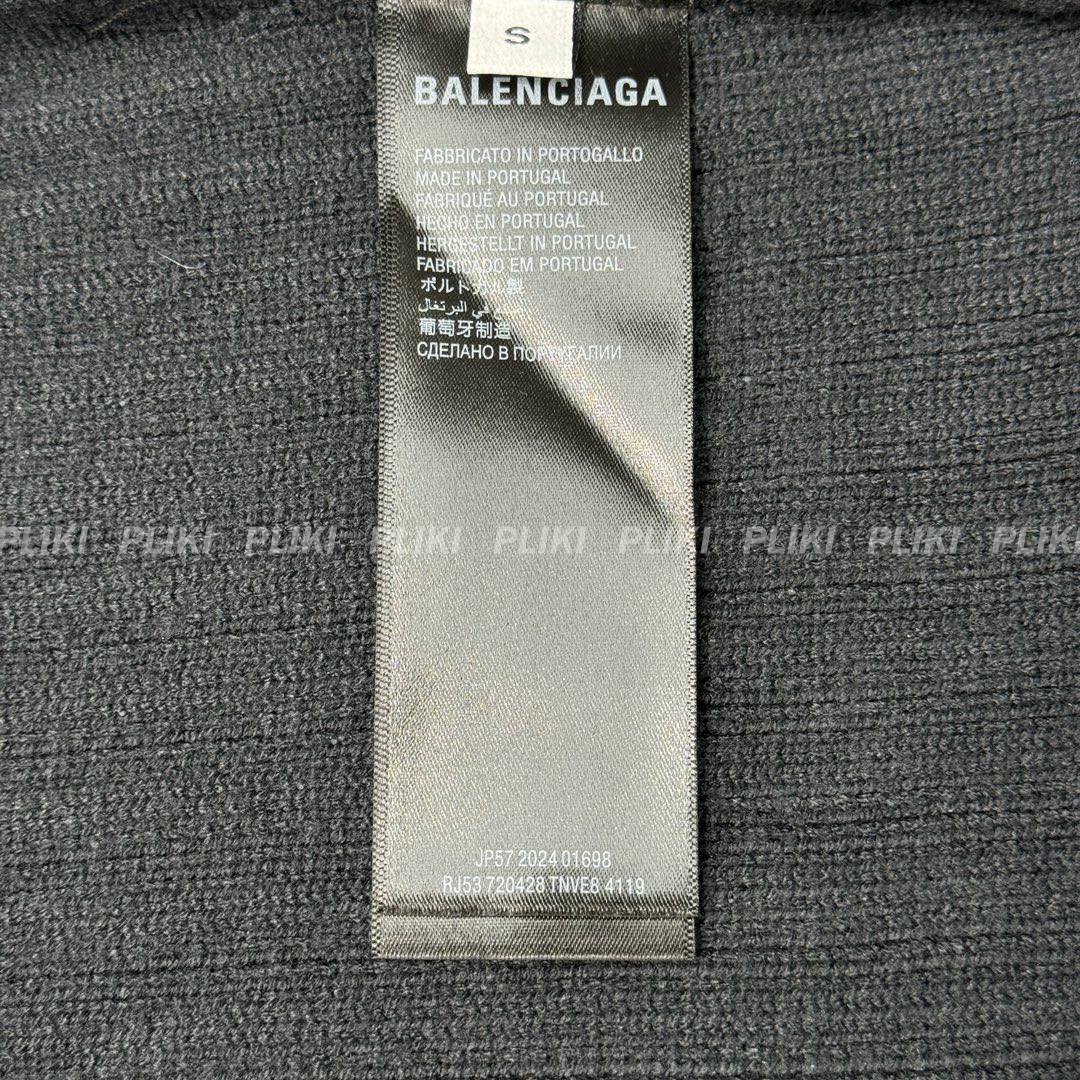 S
BALENCIAGA
FABBRICATO IN PORTOGALLO
MADE IN PORTUGAL
FABRIQUÉ AU PORTUGAL
HECHO EN PORTUGAL
HERGESTELLT IN PORTUGAL
FABRICADO EM PORTUGAL
ポルトガル製
في البرتغال
葡萄牙制造
СДЕЛАНО В ПОРТУГАЛИИ
PLIKI PLIKI PLIKI PLIKI PLIKI PLIKI PLIKI PLIKI PLIKI
JP57 2024 01698
RJ53 720428 TNVE8 4119